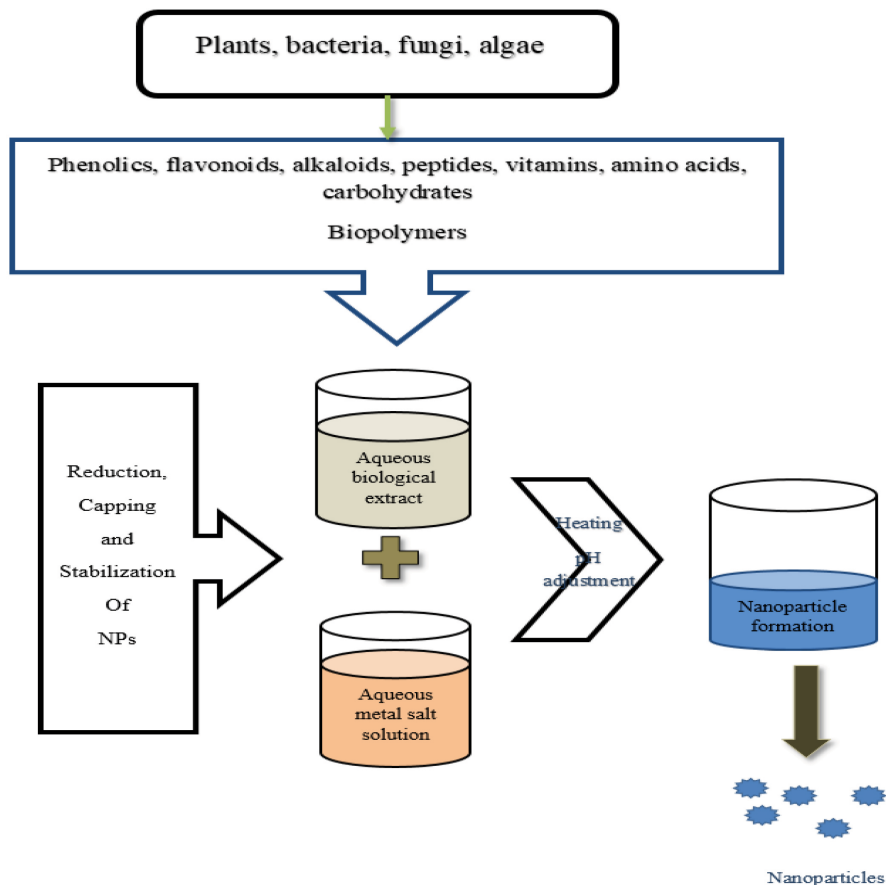 Plants, bacteria, fungi, algae
Phenolics, flavonoids, alkaloids, peptides, vitamins, amino acids,
carbohydrates
Biopolymers
Reduction,
Capping
and
Stabilization
Of
NPs
Aqueous
biological
extract
Aqueous
metal salt
solution
Heating
pH
adjustment
Nanoparticle
formation
Nanoparticles